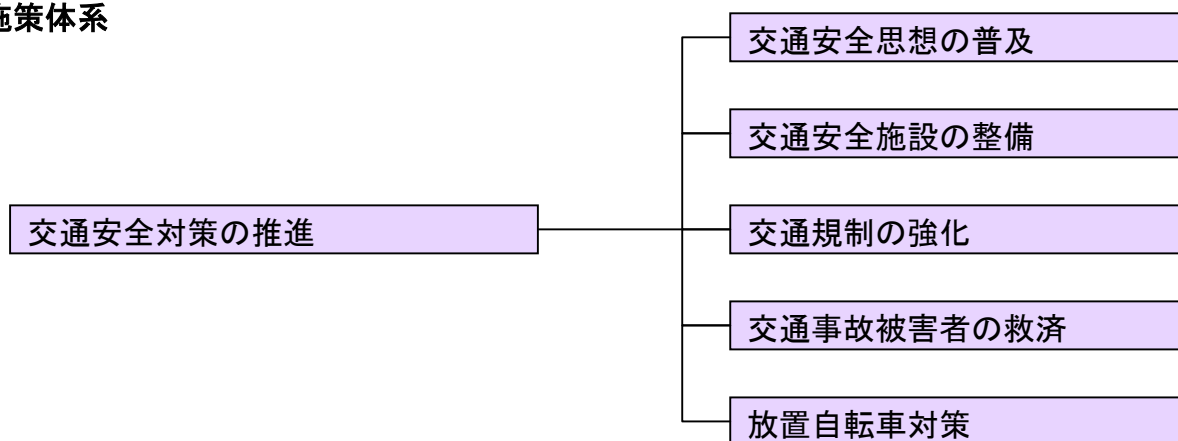 施策体系
交通安全対策の推進
交通安全思想の普及
交通安全施設の整備
交通規制の強化
交通事故被害者の救済
放置自転車対策